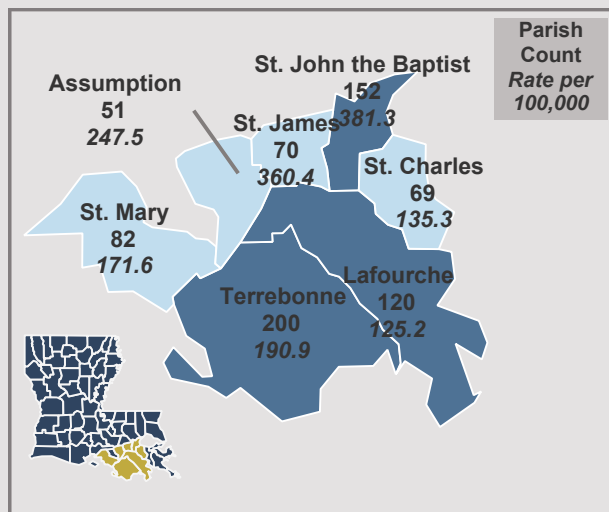 Parish
Count
Rate per
100,000
St. John the Baptist
152
381.3
Assumption
51
247.5
St. James
70
360.4
St. Charles
69
135.3
St. Mary
82
171.6
Lafourche
120
125.2
Terrebonne
200
190.9